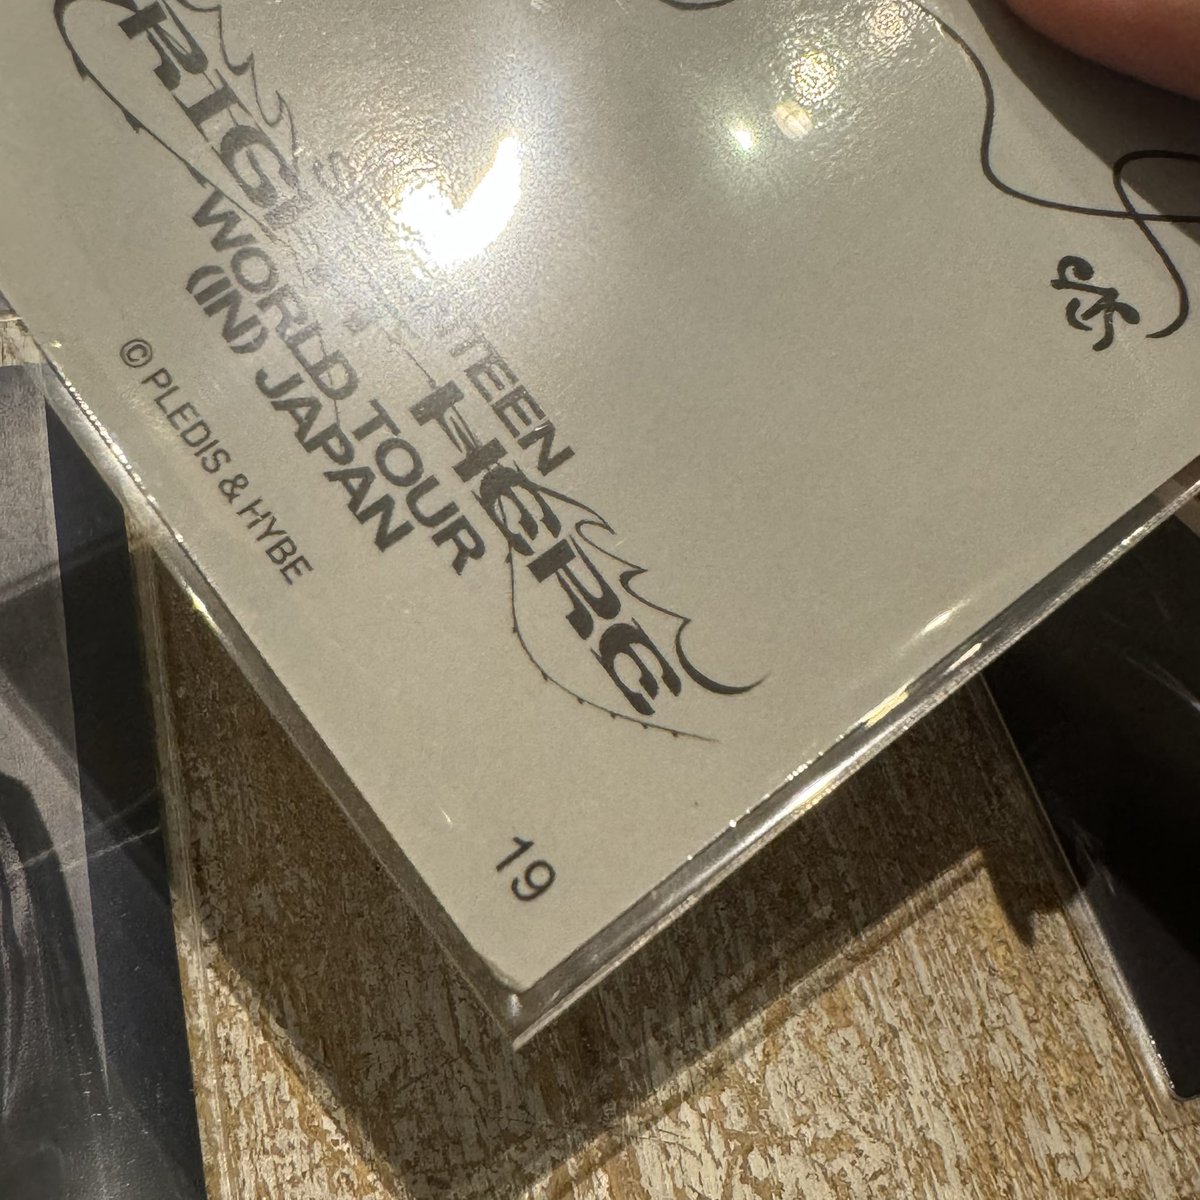 SEVENTEEN
RIGHT HERE
WORLD TOUR
(IN) JAPAN
© PLEDIS & HYBE
19